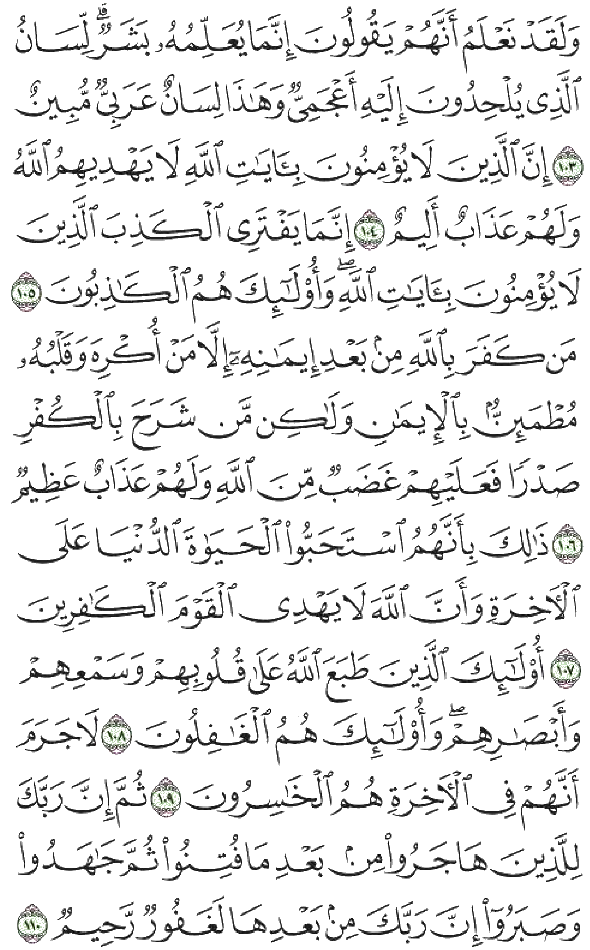 وَلَقَدْ نَعْلَمُ أَنَّهُمْ يَقُولُونَ إِنَّمَا يُعَلِّمُهُۥ بَشَرٌۭ ۗ لِّسَانُ
ٱلَّذِى يُلْحِدُونَ إِلَيْهِ أَعْجَمِىٌّۭ وَهَٰذَا لِسَانٌ عَرَبِىٌّۭ مُّبِينٌ
١٠٣ إِنَّ ٱلَّذِينَ لَا يُؤْمِنُونَ بِـَٔايَٰتِ ٱللَّهِ لَا يَهْدِيهِمُ ٱللَّهُ
وَلَهُمْ عَذَابٌ أَلِيمٌ ١٠٤ إِنَّمَا يَفْتَرِى ٱلْكَذِبَ ٱلَّذِينَ
لَا يُؤْمِنُونَ بِـَٔايَٰتِ ٱللَّهِ ۖ وَأُو۟لَٰٓئِكَ هُمُ ٱلْكَٰذِبُونَ ١٠٥
مَن كَفَرَ بِٱللَّهِ مِنۢ بَعْدِ إِيمَٰنِهِۦٓ إِلَّا مَنْ أُكْرِهَ وَقَلْبُهُۥ
مُطْمَئِنٌّۢ بِٱلْإِيمَٰنِ وَلَٰكِن مَّن شَرَحَ بِٱلْكُفْرِ
صَدْرًۭا فَعَلَيْهِمْ غَضَبٌۭ مِّنَ ٱللَّهِ وَلَهُمْ عَذَابٌ عَظِيمٌۭ
١٠٦ ذَٰلِكَ بِأَنَّهُمُ ٱسْتَحَبُّوا۟ ٱلْحَيَوٰةَ ٱلدُّنْيَا عَلَى
ٱلْءَاخِرَةِ وَأَنَّ ٱللَّهَ لَا يَهْدِى ٱلْقَوْمَ ٱلْكَٰفِرِينَ
١٠٧ أُو۟لَٰٓئِكَ ٱلَّذِينَ طَبَعَ ٱللَّهُ عَلَىٰ قُلُوبِهِمْ وَسَمْعِهِمْ
وَأَبْصَٰرِهِمْ ۖ وَأُو۟لَٰٓئِكَ هُمُ ٱلْغَٰفِلُونَ ١٠٨ لَا جَرَمَ
أَنَّهُمْ فِى ٱلْءَاخِرَةِ هُمُ ٱلْخَٰسِرُونَ ١٠٩ ثُمَّ إِنَّ رَبَّكَ
لِلَّذِينَ هَاجَرُوا۟ مِنۢ بَعْدِ مَا فُتِنُوا۟ ثُمَّ جَٰهَدُوا۟
وَصَبَرُوٓا۟ إِنَّ رَبَّكَ مِنۢ بَعْدِهَا لَغَفُورٌۭ رَّحِيمٌۭ ١١٠